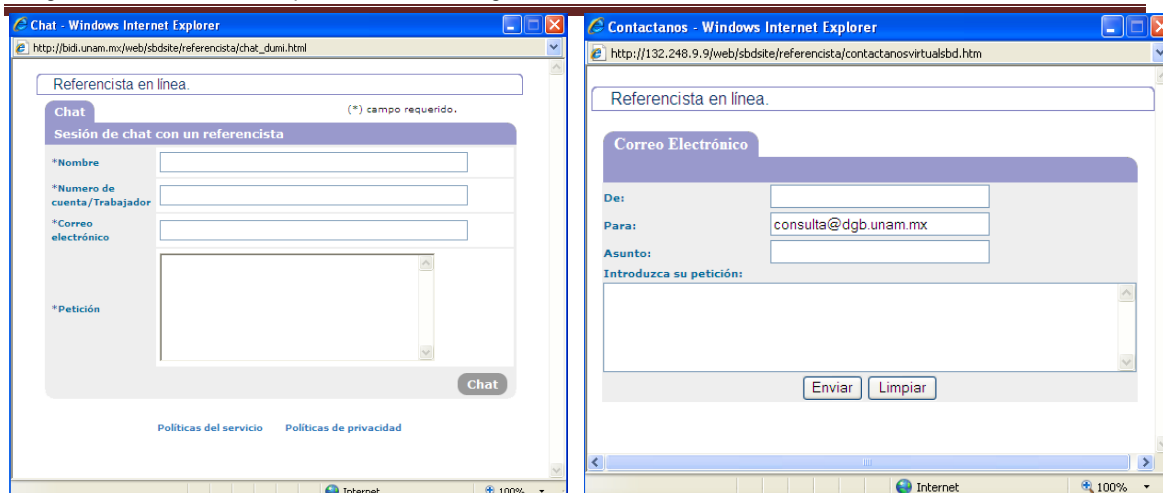 Chat - Windows Internet Explorer
http://bidi.unam.mx/web/sbdsite/referencista/chat_dumi.html
Referencista en línea.
Chat
(*) campo requerido.
Sesión de chat con un referencista
*Nombre
*Numero de
cuenta/Trabajador
*Correo
electrónico
*Petición
Chat
Políticas del servicio Políticas de privacidad
Internet 100%
Contactanos - Windows Internet Explorer
http://132.248.9.9/web/sbdsite/referencista/contactanosvirtualsbd.htm
Referencista en línea.
Correo Electrónico
De:
Para: consulta@dgb.unam.mx
Asunto:
Introduzca su petición:
Enviar Limpiar
Internet 100%